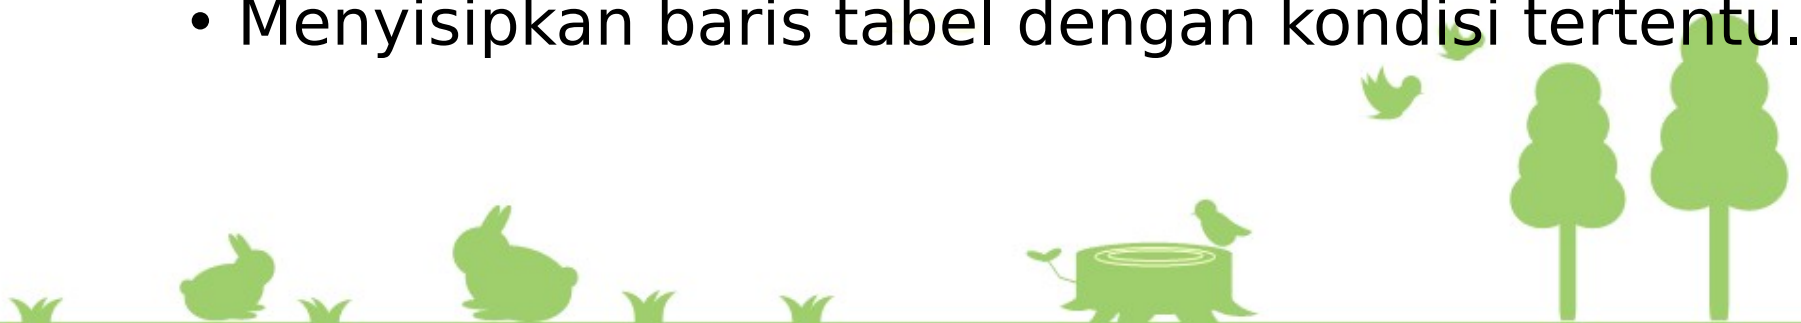 • Menyisipkan baris tabel dengan kondisi tertentu.